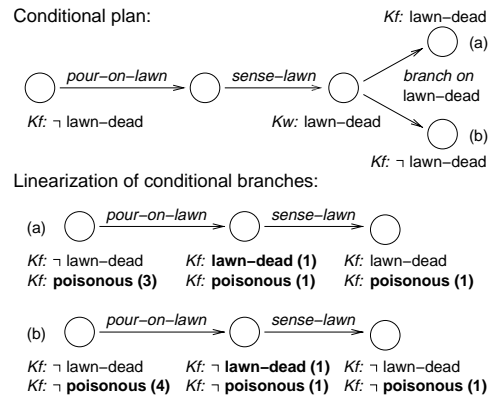 Conditional plan:
Kf: lawn−dead
(a)
pour−on−lawn
sense−lawn
branch on
lawn−dead
Kf: ¬ lawn−dead
Kw: lawn−dead
(b)
Kf: ¬ lawn−dead
Linearization of conditional branches:
(a)
pour−on−lawn
sense−lawn
Kf: ¬ lawn−dead
Kf: lawn−dead (1)
Kf: lawn−dead
Kf: poisonous (3)
Kf: poisonous (1)
Kf: poisonous (1)
(b)
pour−on−lawn
sense−lawn
Kf: ¬ lawn−dead
Kf: ¬ lawn−dead (1)
Kf: ¬ lawn−dead
Kf: ¬ poisonous (4)
Kf: ¬ poisonous (1)
Kf: ¬ poisonous (1)